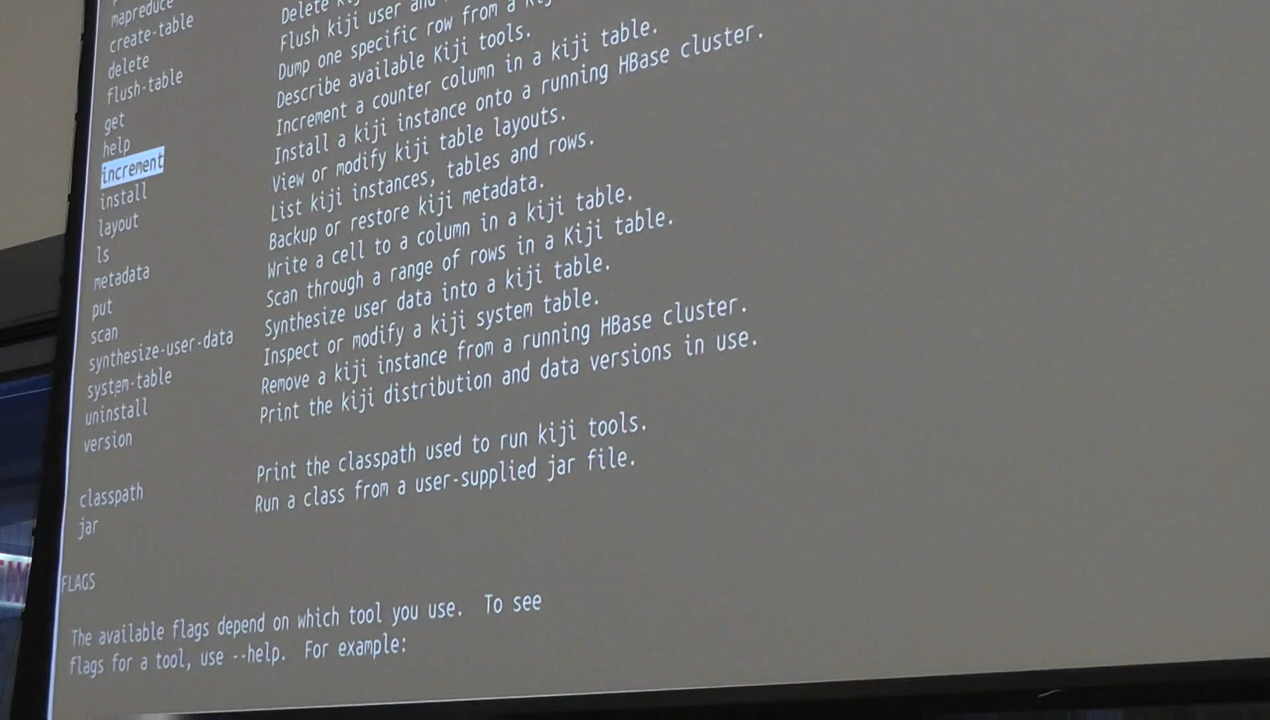 mapreduce
create-table
delete Delete
flush-table Flush kiji user and
get Dump one specific row from a
help Describe available Kiji tools.
increment Increment a counter column in a kiji table.
install Install a kiji instance onto a running HBase cluster.
layout View or modify kiji table layouts.
ls List kiji instances, tables and rows.
metadata Backup or restore kiji metadata.
put Write a cell to a column in a kiji table.
scan Scan through a range of rows in a Kiji table.
synthesize-user-data Synthesize user data into a kiji table.
system-table Inspect or modify a kiji system table.
uninstall Remove a kiji instance from a running HBase cluster.
version Print the kiji distribution and data versions in use.
classpath Print the classpath used to run kiji tools.
jar Run a class from a user-supplied jar file.
FLAGS
The available flags depend on which tool you use. To see
flags for a tool, use --help. For example: